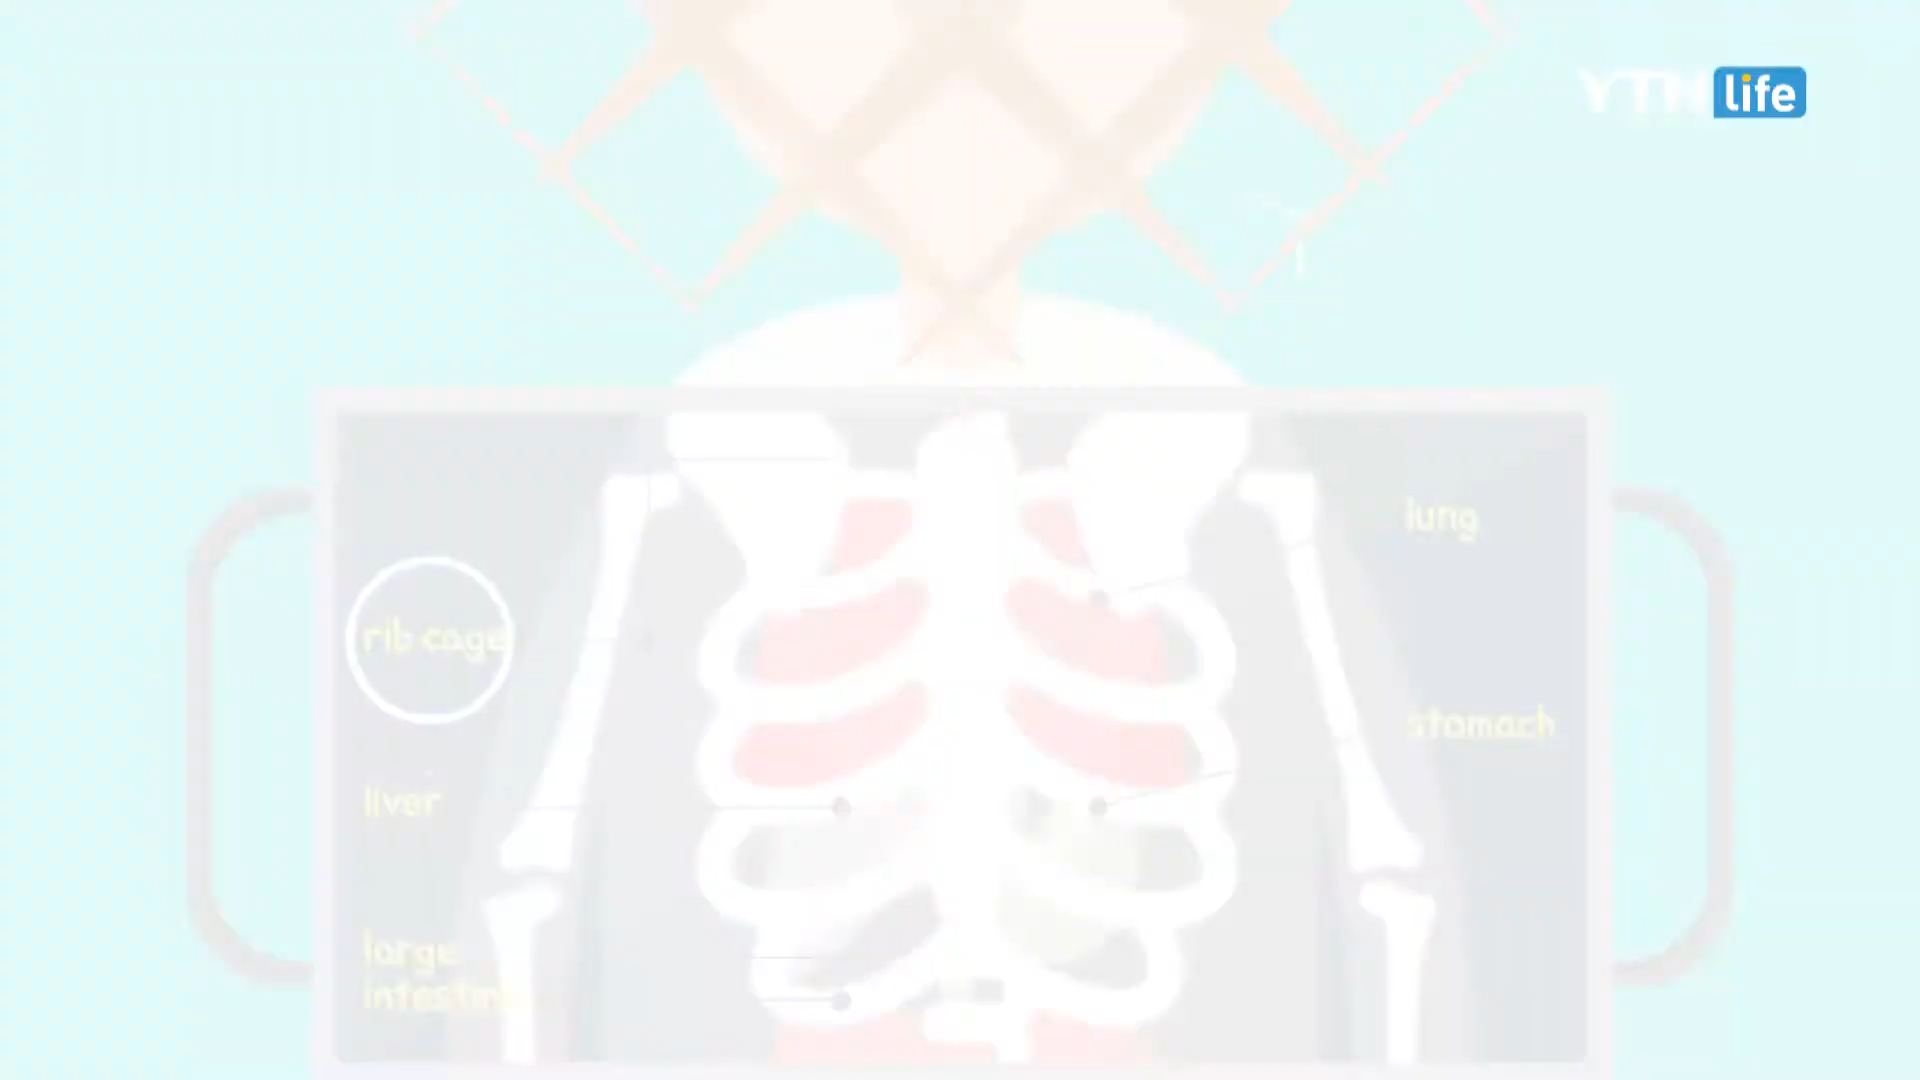 YTN life
lung
rib cage
stomach
liver
large
intestine